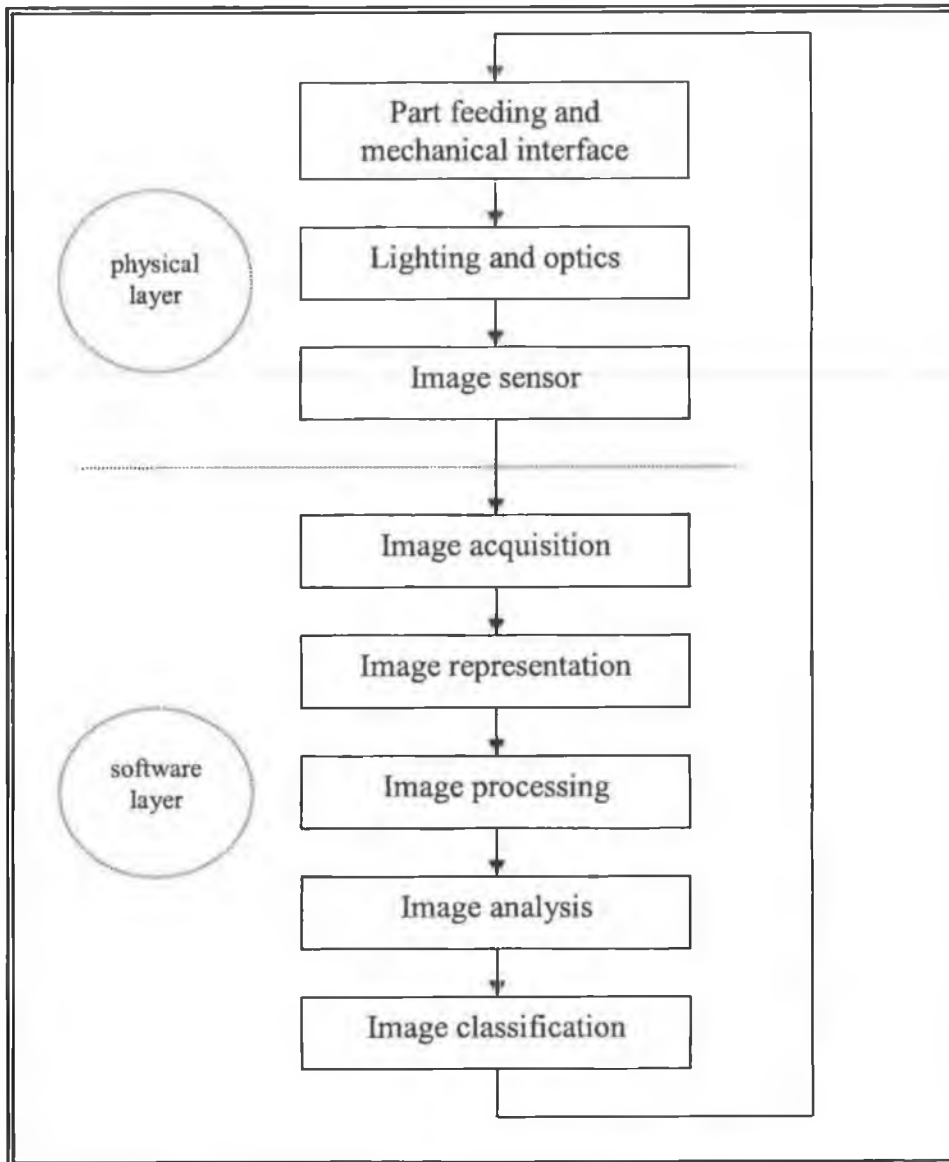 Part feeding and
mechanical interface
Lighting and optics
physical
layer
Image sensor
Image acquisition
Image representation
Image processing
software
layer
Image analysis
Image classification